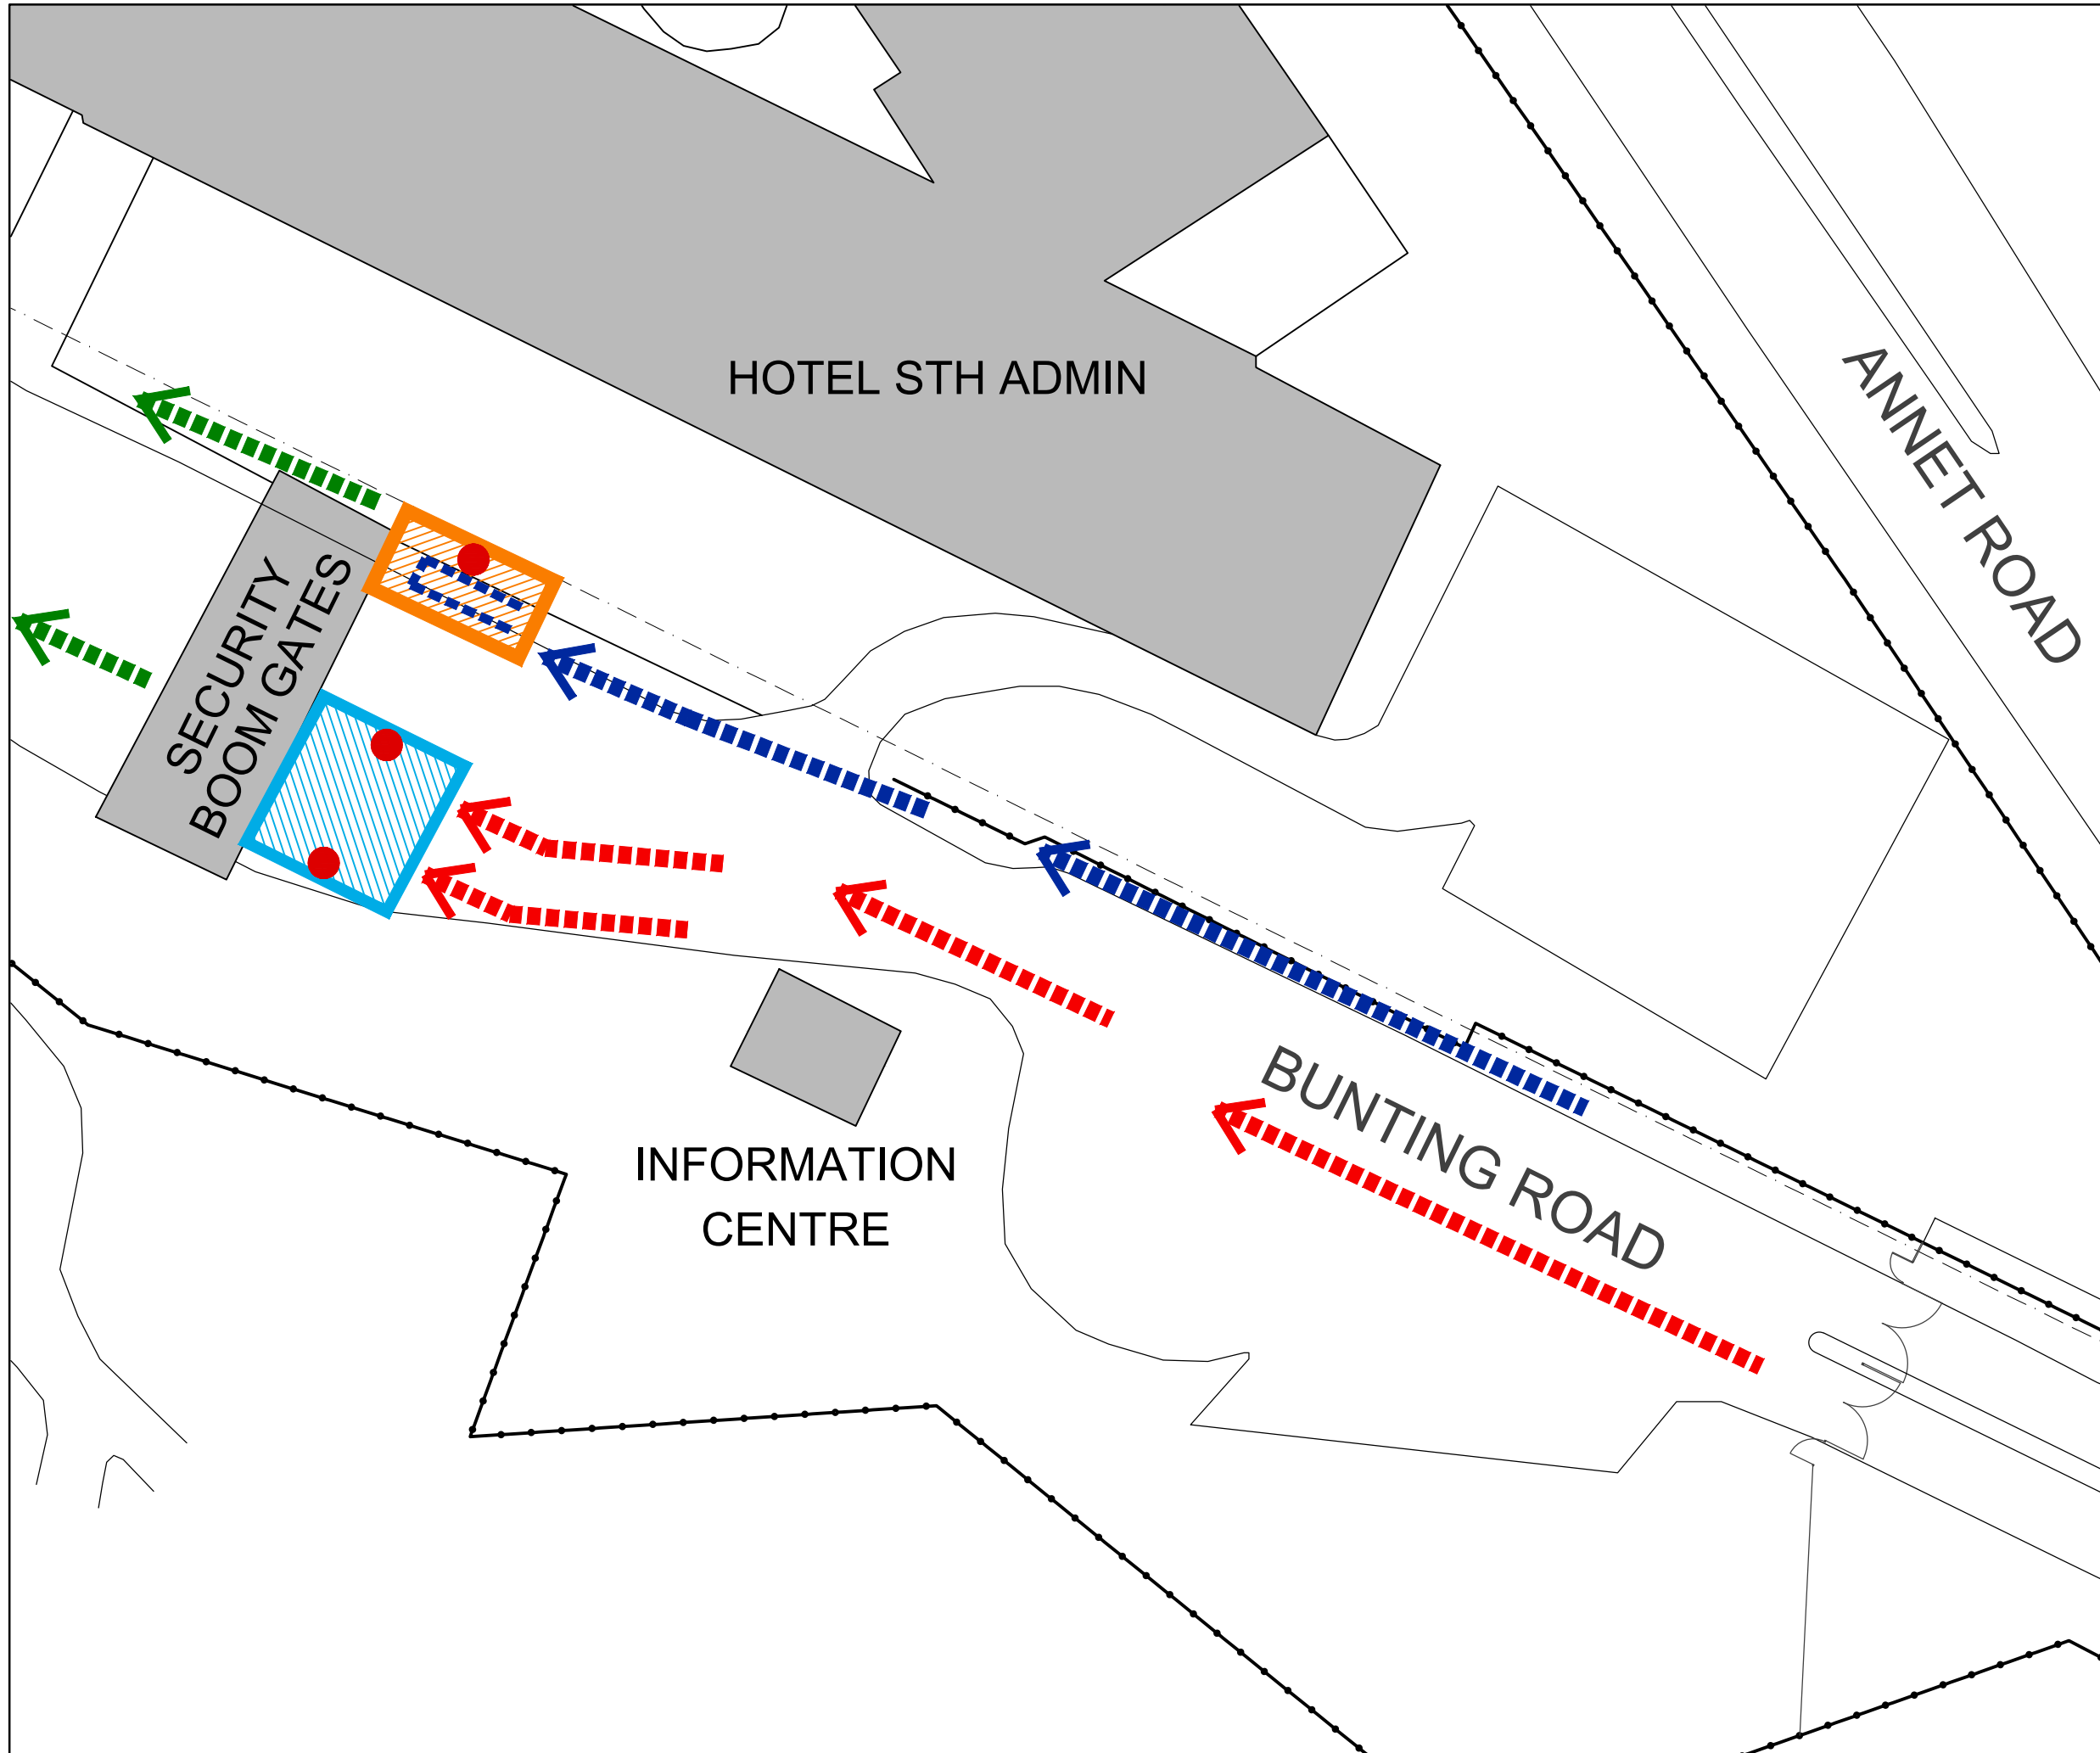 HOTEL STH ADMIN
ANNET ROAD
SECURITY
BOOM GATES
BUNTING ROAD
INFORMATION
CENTRE